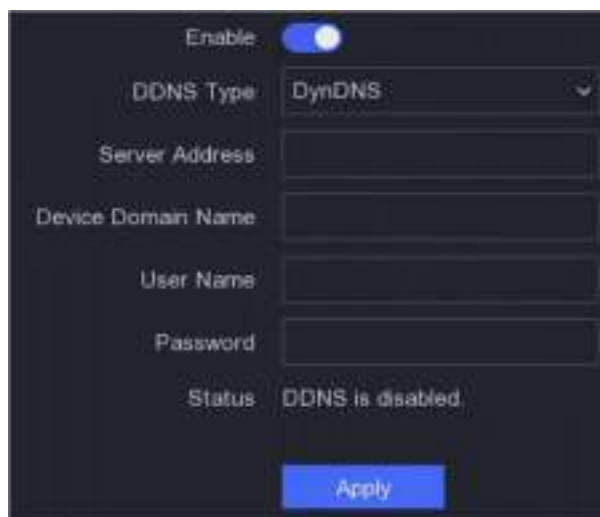 Enable
DDNS Type DynDNS
Server Address
Device Domain Name
User Name
Password
Status DDNS is disabled.
Apply